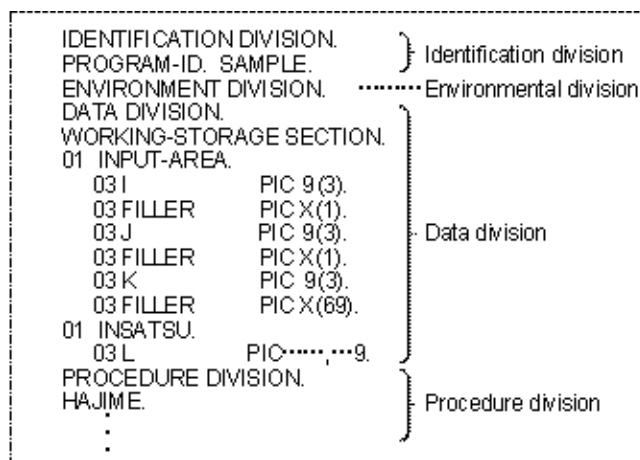 IDENTIFICATION DIVISION.
PROGRAM-ID. SAMPLE.
Identification division
ENVIRONMENT DIVISION. ········· Environmental division
DATA DIVISION.
WORKING-STORAGE SECTION.
01 INPUT-AREA.
03 I PIC 9(3).
03 FILLER PIC X(1).
03 J PIC 9(3).
03 FILLER PIC X(1).
03 K PIC 9(3).
03 FILLER PIC X(69).
01 INSATSU.
03 L PIC······,···9.
Data division
PROCEDURE DIVISION.
HAJIME.
Procedure division